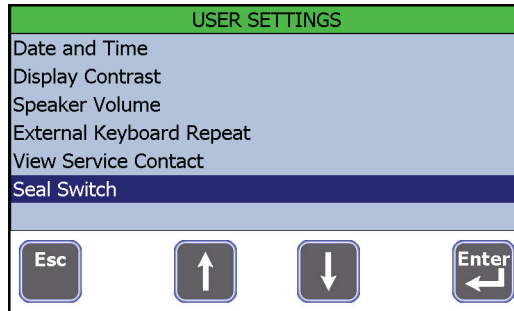 USER SETTINGS
Date and Time
Display Contrast
Speaker Volume
External Keyboard Repeat
View Service Contact
Seal Switch
Esc
Enter